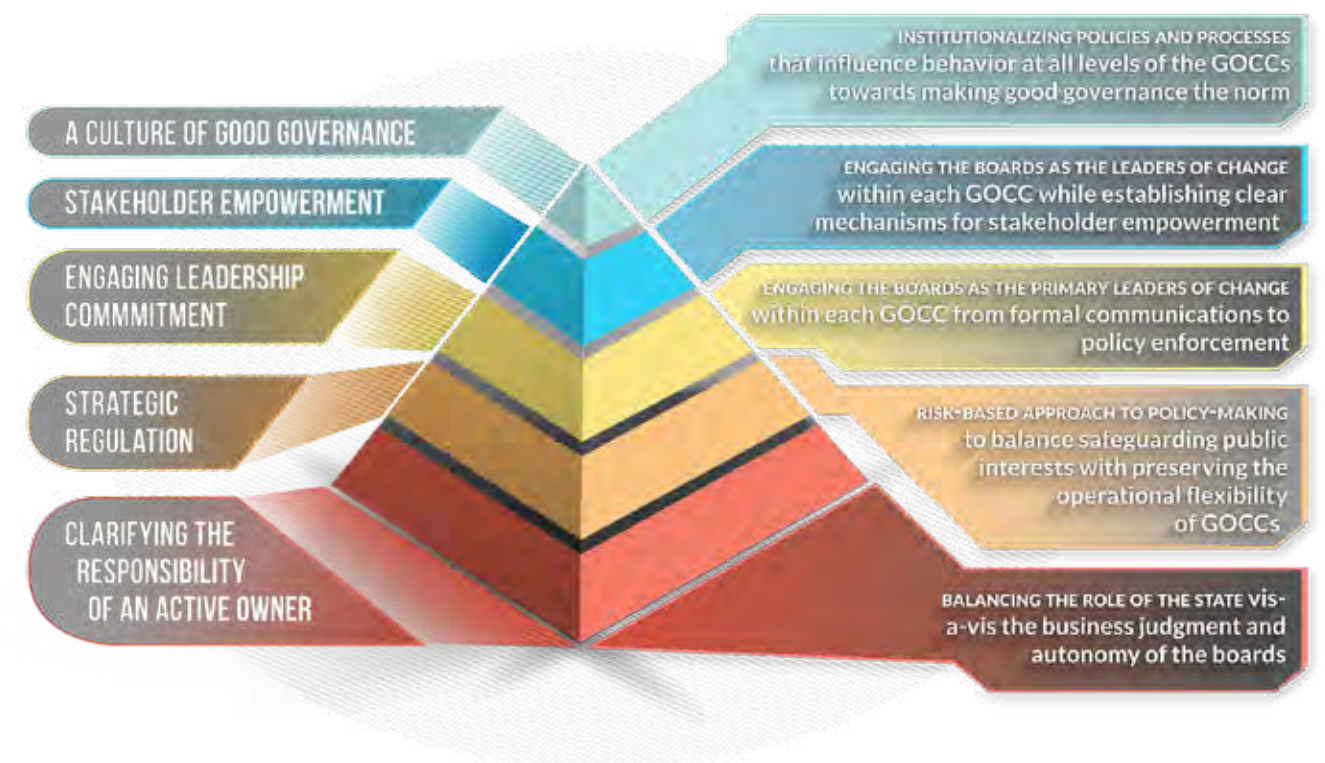 A CULTURE OF GOOD GOVERNANCE
INSTITUTIONALIZING POLICIES AND PROCESSES
that influence behavior at all levels of the GOCCs
towards making good governance the norm
STAKEHOLDER EMPOWERMENT
ENGAGING THE BOARDS AS THE LEADERS OF CHANGE
within each GOCC while establishing clear
mechanisms for stakeholder empowerment
ENGAGING LEADERSHIP
COMMMITMENT
ENGAGING THE BOARDS AS THE PRIMARY LEADERS OF CHANGE
within each GOCC from formal communications to
policy enforcement
STRATEGIC
REGULATION
RISK-BASED APPROACH TO POLICY-MAKING
to balance safeguarding public
interests with preserving the
operational flexibility
of GOCCs
CLARIFYING THE
RESPONSIBILITY
OF AN ACTIVE OWNER
BALANCING THE ROLE OF THE STATE vis-
a-vis the business judgment and
autonomy of the boards